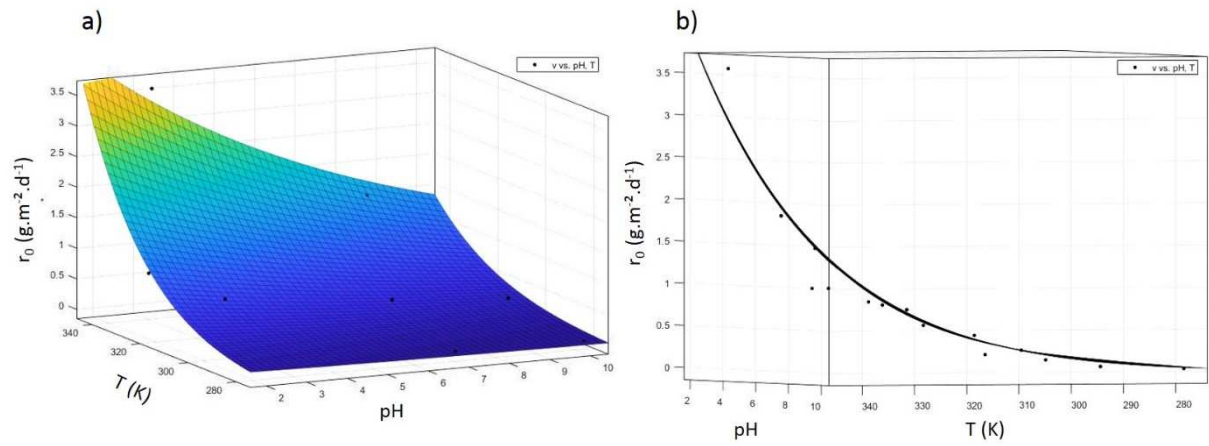 a)
v vs. pH, T
3.5
3
2.5
2
1.5
1
0.5
0
r₀ (g.m⁻².d⁻¹)
340
320
300
280
T (K)
2 3 4 5 6 7 8 9 10
pH
b)
v vs. pH, T
3.5
3
2.5
2
1.5
1
0.5
0
r₀ (g.m⁻².d⁻¹)
2 4 6 8 10 340 330 320 310 300 290 280
pH T (K)